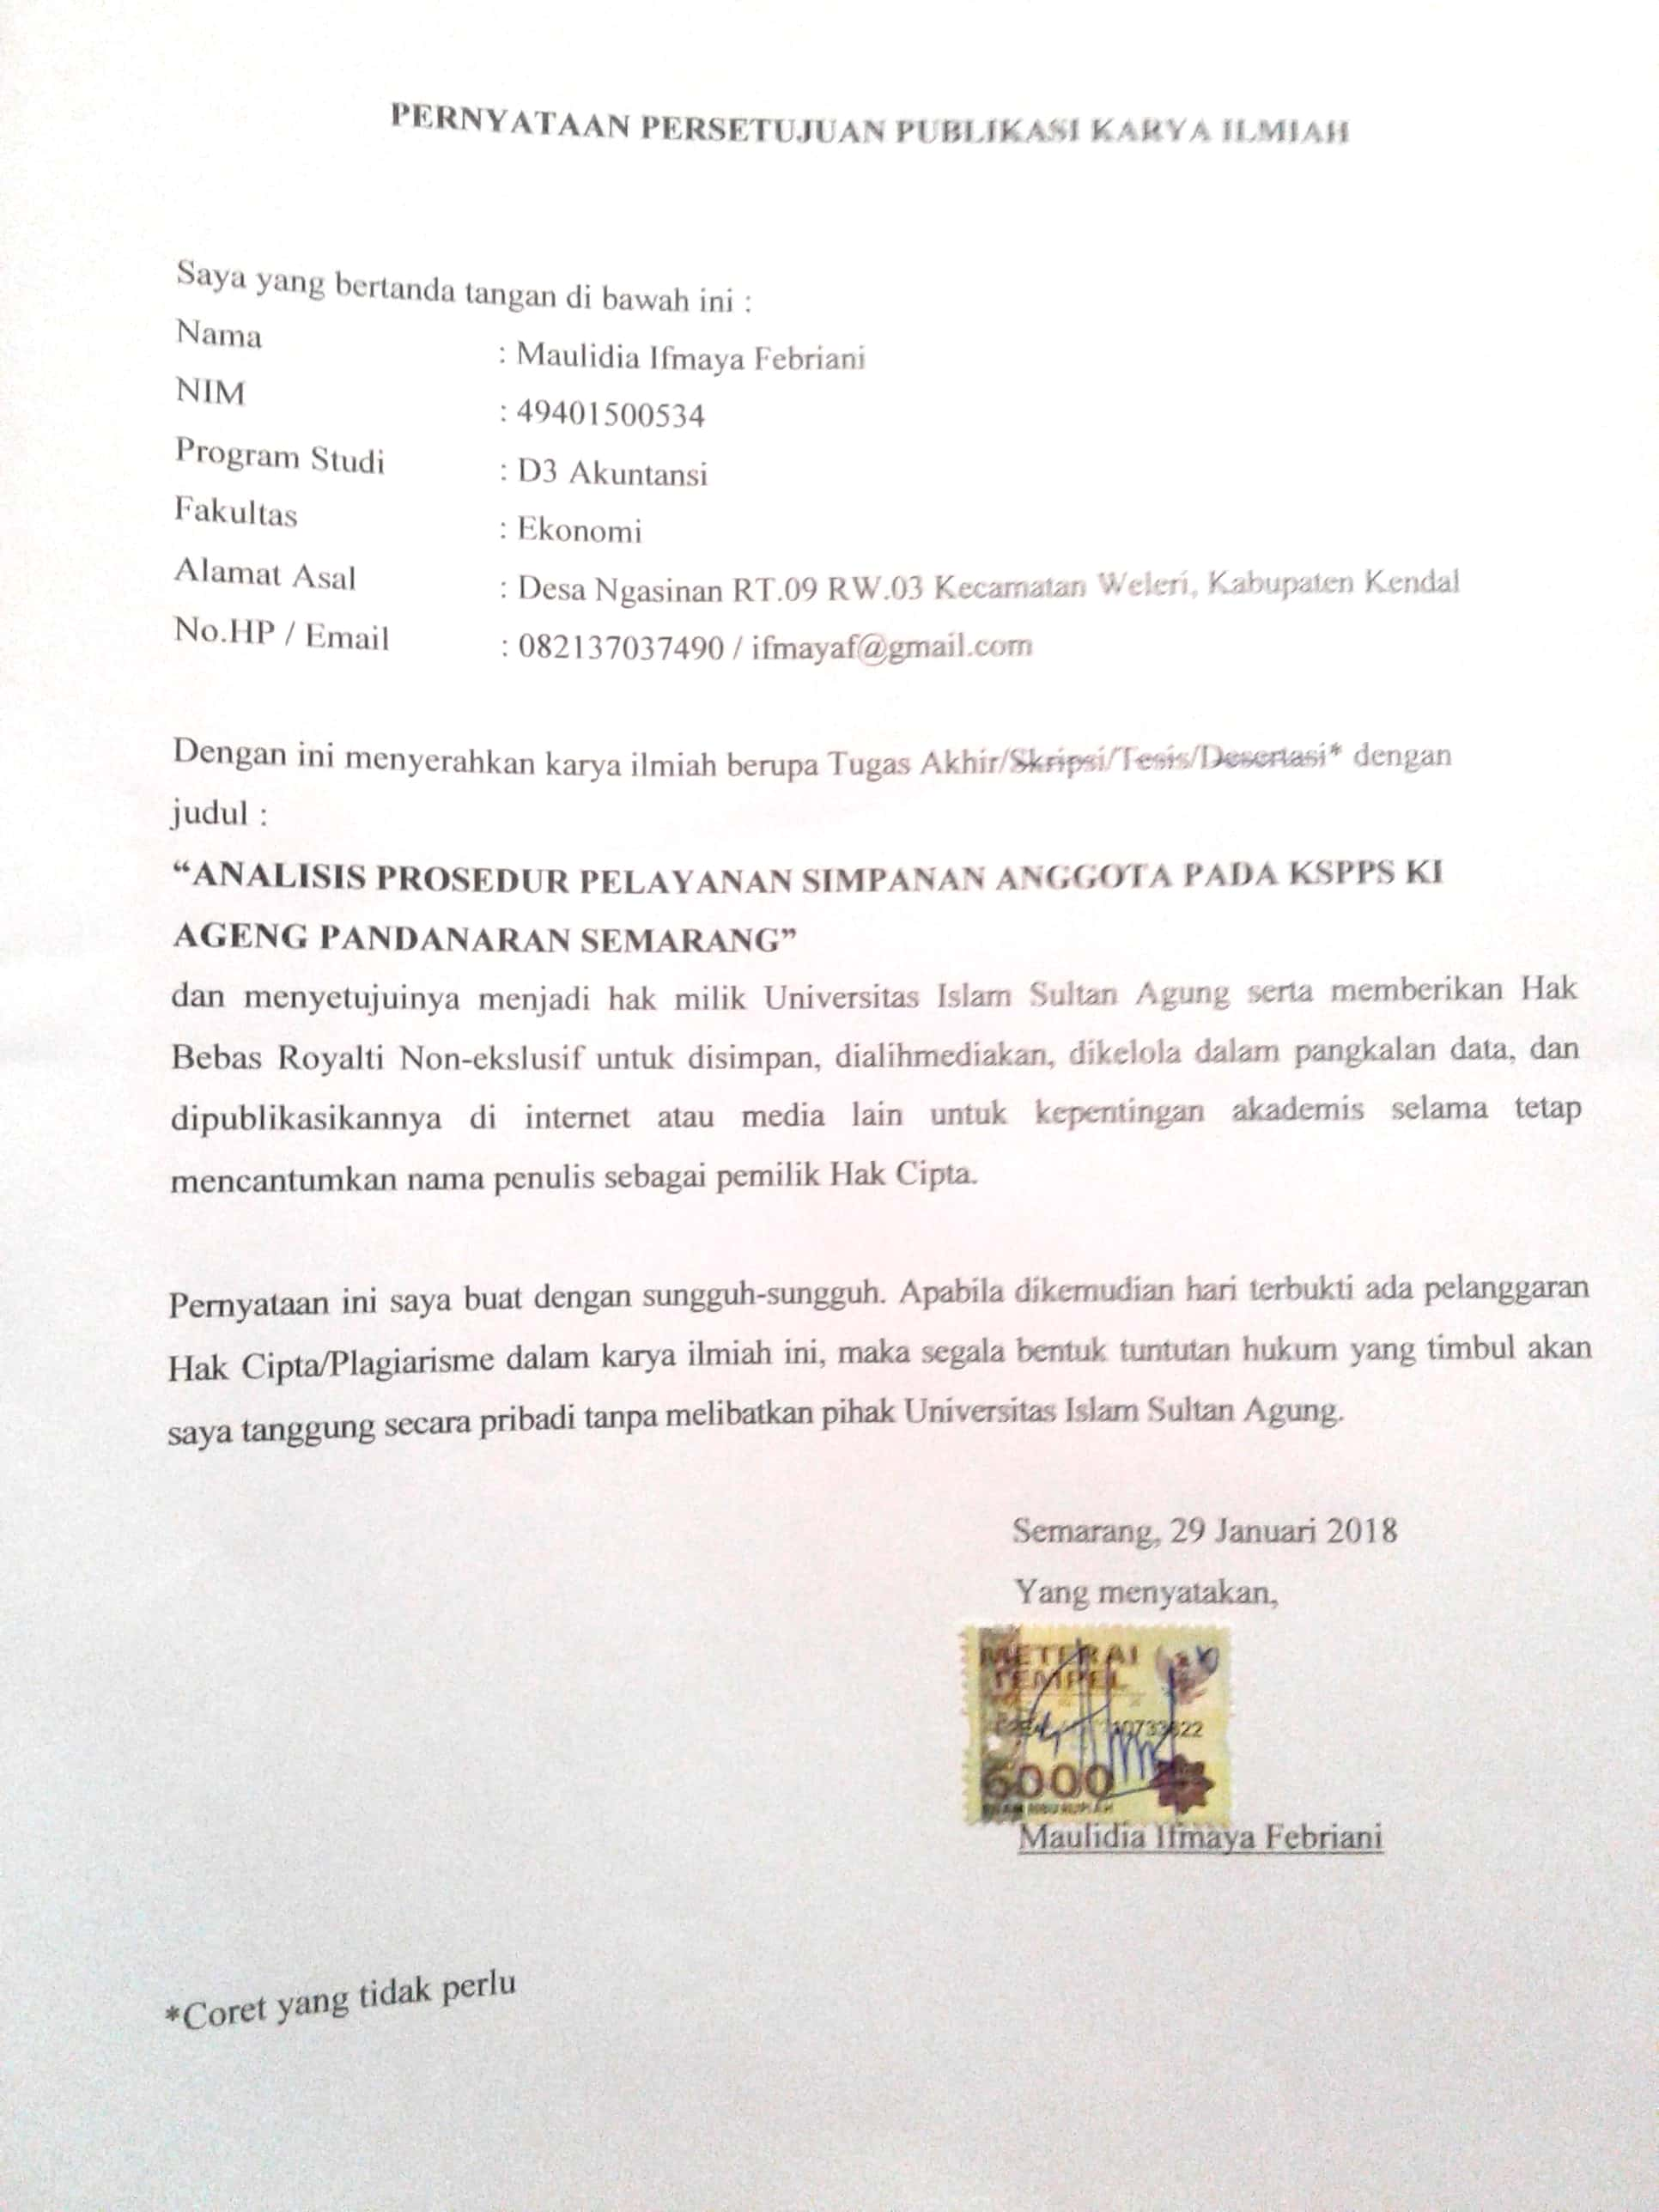 PERNYATAAN PERSETUJUAN PUBLIKASI KARYA ILMIAH
Saya yang bertanda tangan di bawah ini :
Nama : Maulidia Ifmaya Febriani
NIM : 49401500534
Program Studi : D3 Akuntansi
Fakultas : Ekonomi
Alamat Asal : Desa Ngasinan RT.09 RW.03 Kecamatan Weleri, Kabupaten Kendal
No.HP / Email : 082137037490 / ifmayaf@gmail.com
Dengan ini menyerahkan karya ilmiah berupa Tugas Akhir/Skripsi/Tesis/Desertasi* dengan
judul :
“ANALISIS PROSEDUR PELAYANAN SIMPANAN ANGGOTA PADA KSPPS KI
AGENG PANDANARAN SEMARANG”
dan menyetujuinya menjadi hak milik Universitas Islam Sultan Agung serta memberikan Hak
Bebas Royalti Non-ekslusif untuk disimpan, dialihmediakan, dikelola dalam pangkalan data, dan
dipublikasikannya di internet atau media lain untuk kepentingan akademis selama tetap
mencantumkan nama penulis sebagai pemilik Hak Cipta.
Pernyataan ini saya buat dengan sungguh-sungguh. Apabila dikemudian hari terbukti ada pelanggaran
Hak Cipta/Plagiarisme dalam karya ilmiah ini, maka segala bentuk tuntutan hukum yang timbul akan
saya tanggung secara pribadi tanpa melibatkan pihak Universitas Islam Sultan Agung.
Semarang, 29 Januari 2018
Yang menyatakan,
METERAI
TEMPEL
6000
ENAM RIBU RUPIAH
Maulidia Ifmaya Febriani
*Coret yang tidak perlu